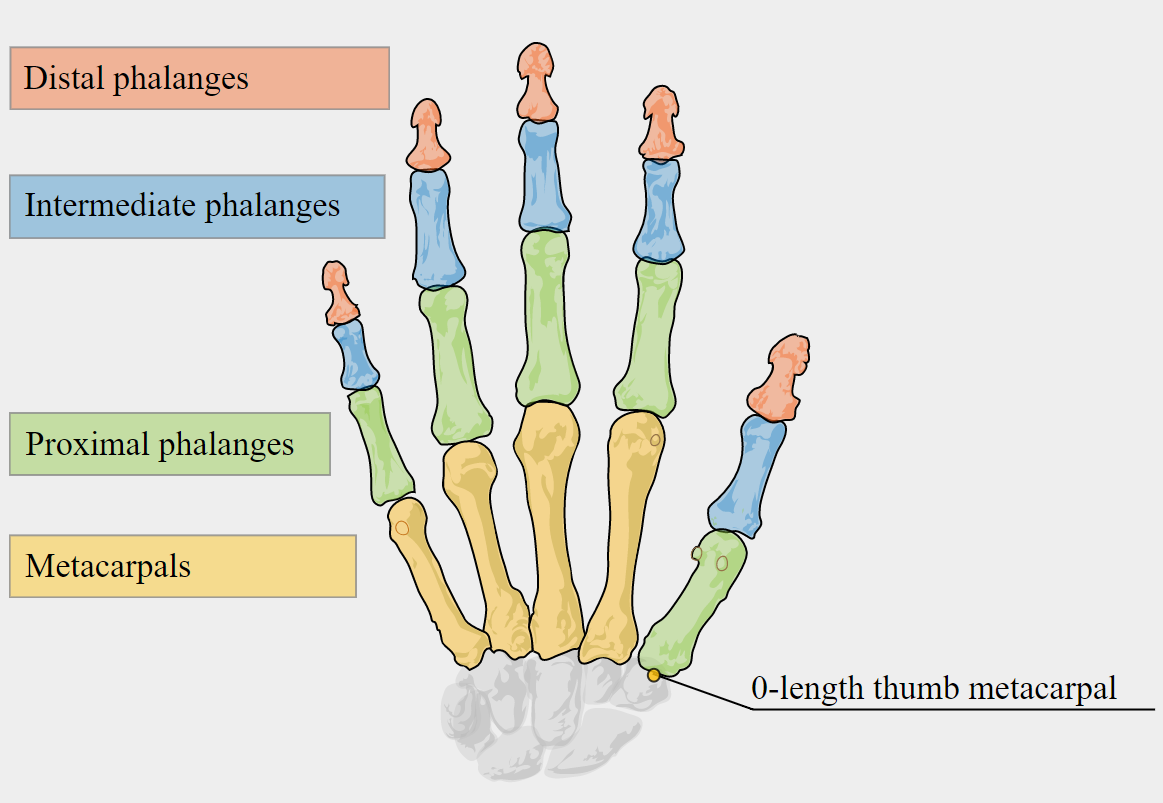 Distal phalanges
Intermediate phalanges
Proximal phalanges
Metacarpals
0-length thumb metacarpal